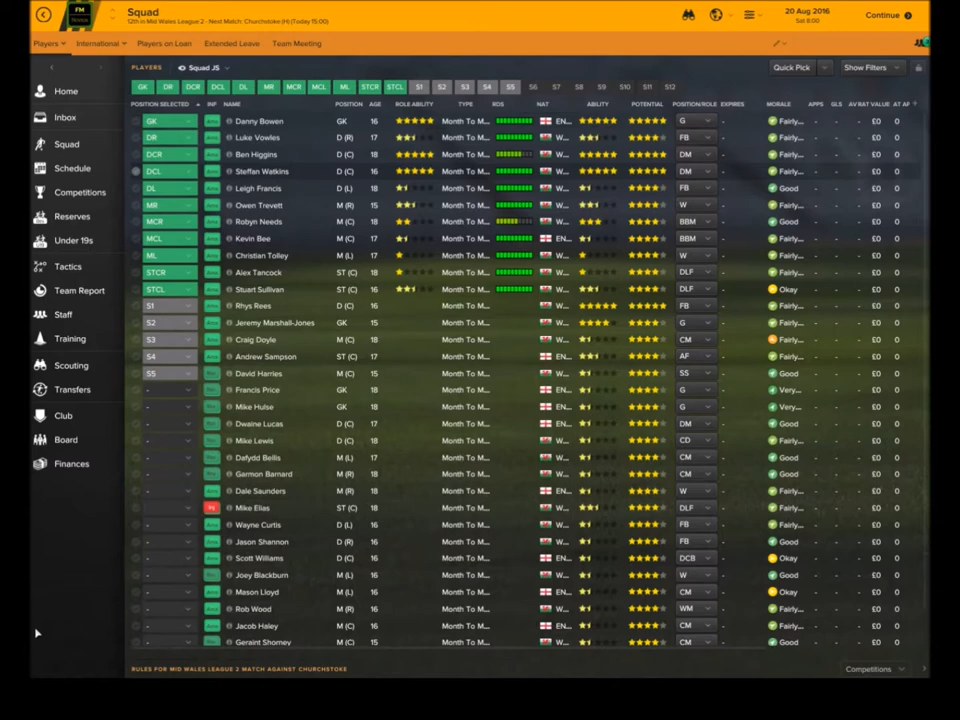 FM
Squad
12th in Mid Wales League 2 - Next Match: Churchstoke (H) (Today 15:00)
20 Aug 2016
Sat 8:00
Continue
Players International Players on Loan Extended Leave Team Meeting
PLAYERS Squad JS Quick Pick Show Filters
GK DR DCR DCL DL MR MCR MCL ML STCR STCL S1 S2 S3 S4 S5 S6 S7 S8 S9 S10 S11 S12
POSITION SELECTED INF NAME POSITION AGE ROLE ABILITY TYPE RDS NAT ABILITY POTENTIAL POSITION/ROLE EXPIRES MORALE APPS GLS AV RAT VALUE AT AP
GK Danny Bowen GK 16 Month To M... EN... G - Fairly... - - - £0 0
DR Luke Vowles D (R) 17 Month To M... W... FB - Fairly... - - - £0 0
DCR Ben Higgins D (C) 18 Month To M... W... DM - Fairly... - - - £0 0
DCL Steffan Watkins D (C) 16 Month To M... W... DM - Fairly... - - - £0 0
DL Leigh Francis D (L) 18 Month To M... W... FB - Good - - - £0 0
MR Owen Trevett M (R) 15 Month To M... W... W - Fairly... - - - £0 0
MCR Robyn Needs M (C) 18 Month To M... W... BBM - Good - - - £0 0
MCL Kevin Bee M (C) 17 Month To M... EN... BBM - Fairly... - - - £0 0
ML Christian Tolley M (L) 17 Month To M... W... W - Fairly... - - - £0 0
STCR Alex Tancock ST (C) 18 Month To M... W... DLF - Fairly... - - - £0 0
STCL Stuart Sullivan ST (C) 16 Month To M... W... DLF - Okay - - - £0 0
S1 Rhys Rees D (C) 16 Month To M... W... FB - Fairly... - - - £0 0
S2 Jeremy Marshall-Jones GK 15 Month To M... W... G - Fairly... - - - £0 0
S3 Craig Doyle M (C) 18 Month To M... W... CM - Fairly... - - - £0 0
S4 Andrew Sampson ST (C) 17 Month To M... EN... AF - Fairly... - - - £0 0
S5 David Harries M (C) 15 Month To M... W... SS - Good - - - £0 0
- Francis Price GK 18 Month To M... EN... G - Very... - - - £0 0
- Mike Hulse GK 16 Month To M... EN... G - Very... - - - £0 0
- Dwaine Lucas D (C) 17 Month To M... W... DM - Good - - - £0 0
- Mike Lewis D (C) 18 Month To M... W... CD - Fairly... - - - £0 0
- Dafydd Bellis M (L) 17 Month To M... W... CM - Good - - - £0 0
- Garmon Barnard M (R) 18 Month To M... W... CM - Good - - - £0 0
- Dale Saunders M (R) 18 Month To M... EN... W - Fairly... - - - £0 0
- Mike Elias ST (C) 18 Month To M... W... DLF - Fairly... - - - £0 0
- Wayne Curtis D (L) 16 Month To M... W... FB - Fairly... - - - £0 0
- Jason Shannon D (R) 16 Month To M... W... FB - Good - - - £0 0
- Scott Williams D (C) 16 Month To M... EN... DCB - Okay - - - £0 0
- Joey Blackburn M (L) 16 Month To M... W... W - Good - - - £0 0
- Mason Lloyd M (L) 16 Month To M... EN... CM - Okay - - - £0 0
- Rob Wood M (R) 16 Month To M... W... WM - Fairly... - - - £0 0
- Jacob Haley M (C) 16 Month To M... EN... CM - Fairly... - - - £0 0
- Geraint Shorney M (C) 15 Month To M... W... CM - Good - - - £0 0
Home
Inbox
Squad
Schedule
Competitions
Reserves
Under 19s
Tactics
Team Report
Staff
Training
Scouting
Transfers
Club
Board
Finances
RULES FOR MID WALES LEAGUE 2 MATCH AGAINST CHURCHSTOKE Competitions